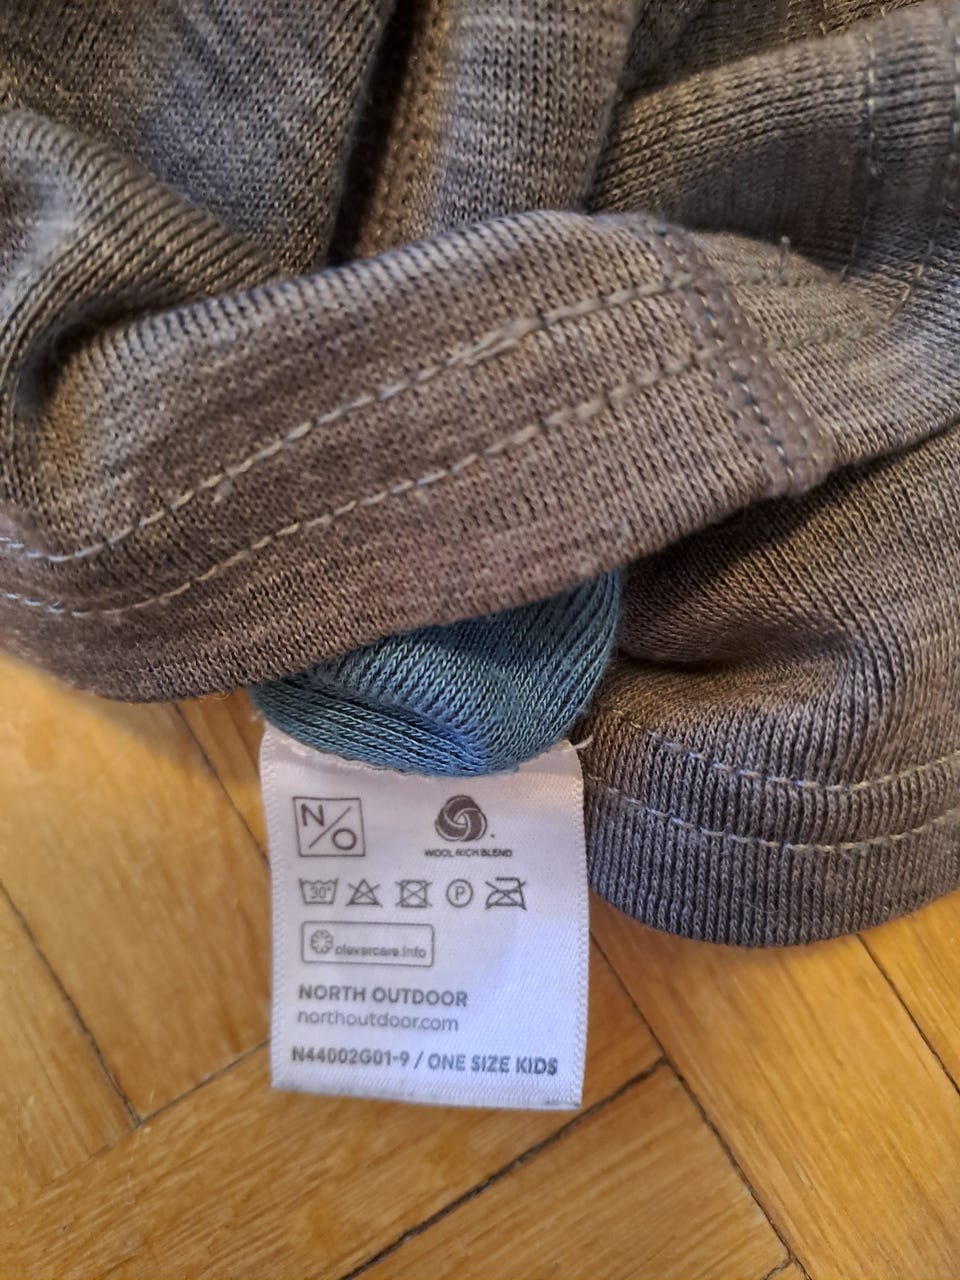 N/O
WOOL RICH BLEND
30°
P
clevercare.info
NORTH OUTDOOR
northoutdoor.com
N44002G01-9 / ONE SIZE KIDS